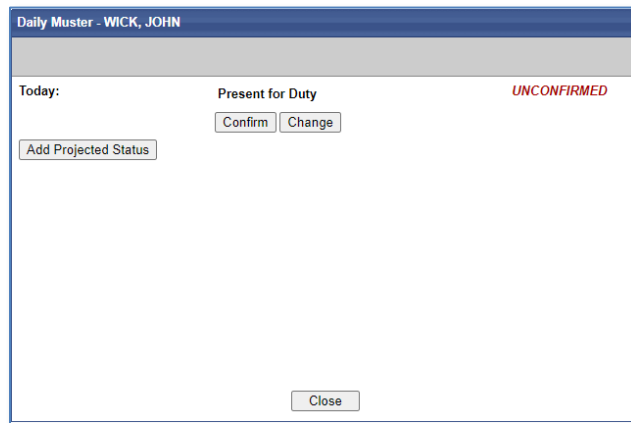 Daily Muster - WICK, JOHN
Today: Present for Duty UNCONFIRMED
Confirm Change
Add Projected Status
Close